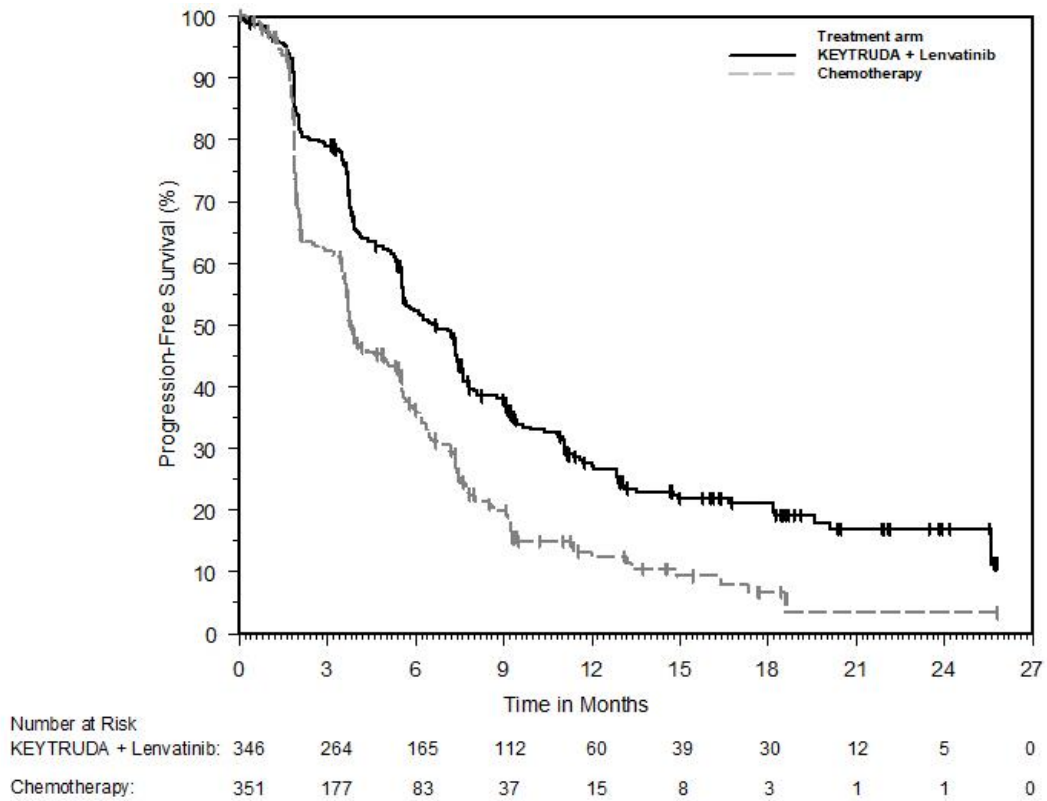 Treatment arm
KEYTRUDA + Lenvatinib
Chemotherapy
Progression-Free Survival (%)
100
90
80
70
60
50
40
30
20
10
0
0 3 6 9 12 15 18 21 24 27
Time in Months
Number at Risk
KEYTRUDA + Lenvatinib: 346 264 165 112 60 39 30 12 5 0
Chemotherapy: 351 177 83 37 15 8 3 1 1 0